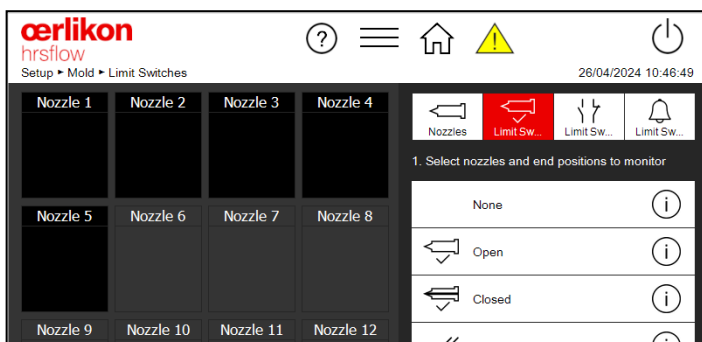 œrlikon
hrsflow
Setup ► Mold ► Limit Switches
26/04/2024 10:46:49
Nozzle 1 Nozzle 2 Nozzle 3 Nozzle 4
Nozzle 5 Nozzle 6 Nozzle 7 Nozzle 8
Nozzle 9 Nozzle 10 Nozzle 11 Nozzle 12
Nozzles Limit Sw... Limit Sw... Limit Sw...
1. Select nozzles and end positions to monitor
None
Open
Closed